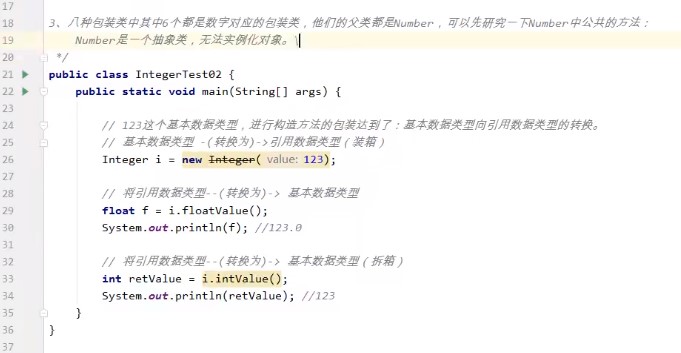 17
18 3、八种包装类中其中6个都是数字对应的包装类，他们的父类都是Number，可以先研究一下Number中公共的方法：
19 Number是一个抽象类，无法实例化对象。\
20 */
21 public class IntegerTest02 {
22 public static void main(String[] args) {
23
24 // 123这个基本数据类型，进行构造方法的包装达到了：基本数据类型向引用数据类型的转换。
25 // 基本数据类型 -(转换为)->引用数据类型（装箱）
26 Integer i = new Integer( value: 123);
27
28 // 将引用数据类型--(转换为)-> 基本数据类型
29 float f = i.floatValue();
30 System.out.println(f); //123.0
31
32 // 将引用数据类型--(转换为)-> 基本数据类型（拆箱）
33 int retValue = i.intValue();
34 System.out.println(retValue); //123
35 }
36 }
37